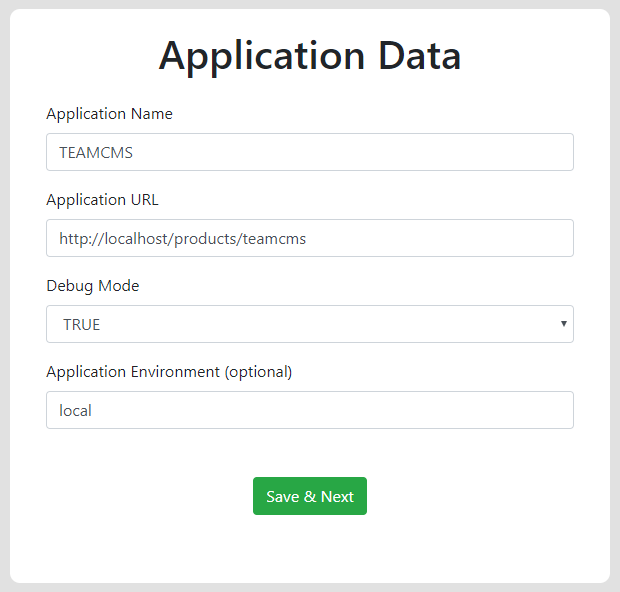 Application Data
Application Name
TEAMCMS
Application URL
http://localhost/products/teamcms
Debug Mode
TRUE
Application Environment (optional)
local
Save & Next